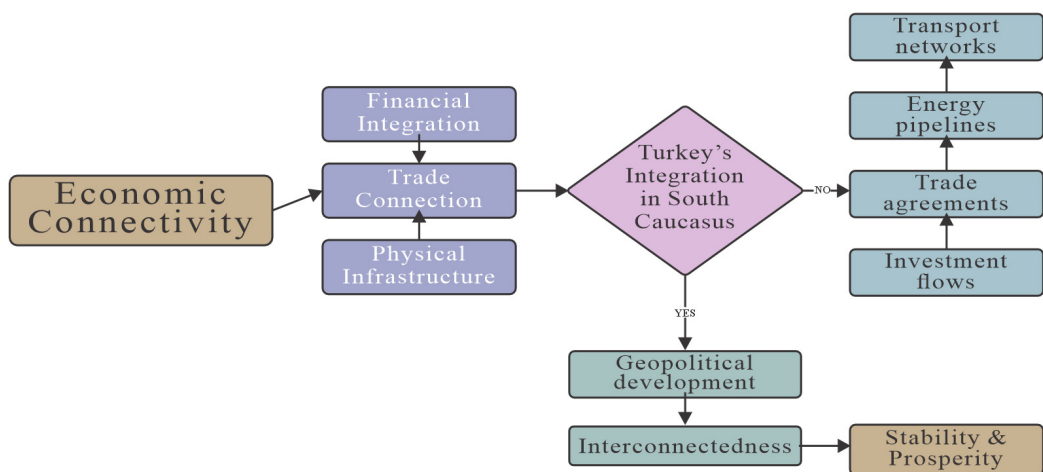 Economic
Connectivity
Financial
Integration
Trade
Connection
Physical
Infrastructure
Turkey's
Integration
in South
Caucasus
NO
YES
Transport
networks
Energy
pipelines
Trade
agreements
Investment
flows
Geopolitical
development
Interconnectedness
Stability &
Prosperity